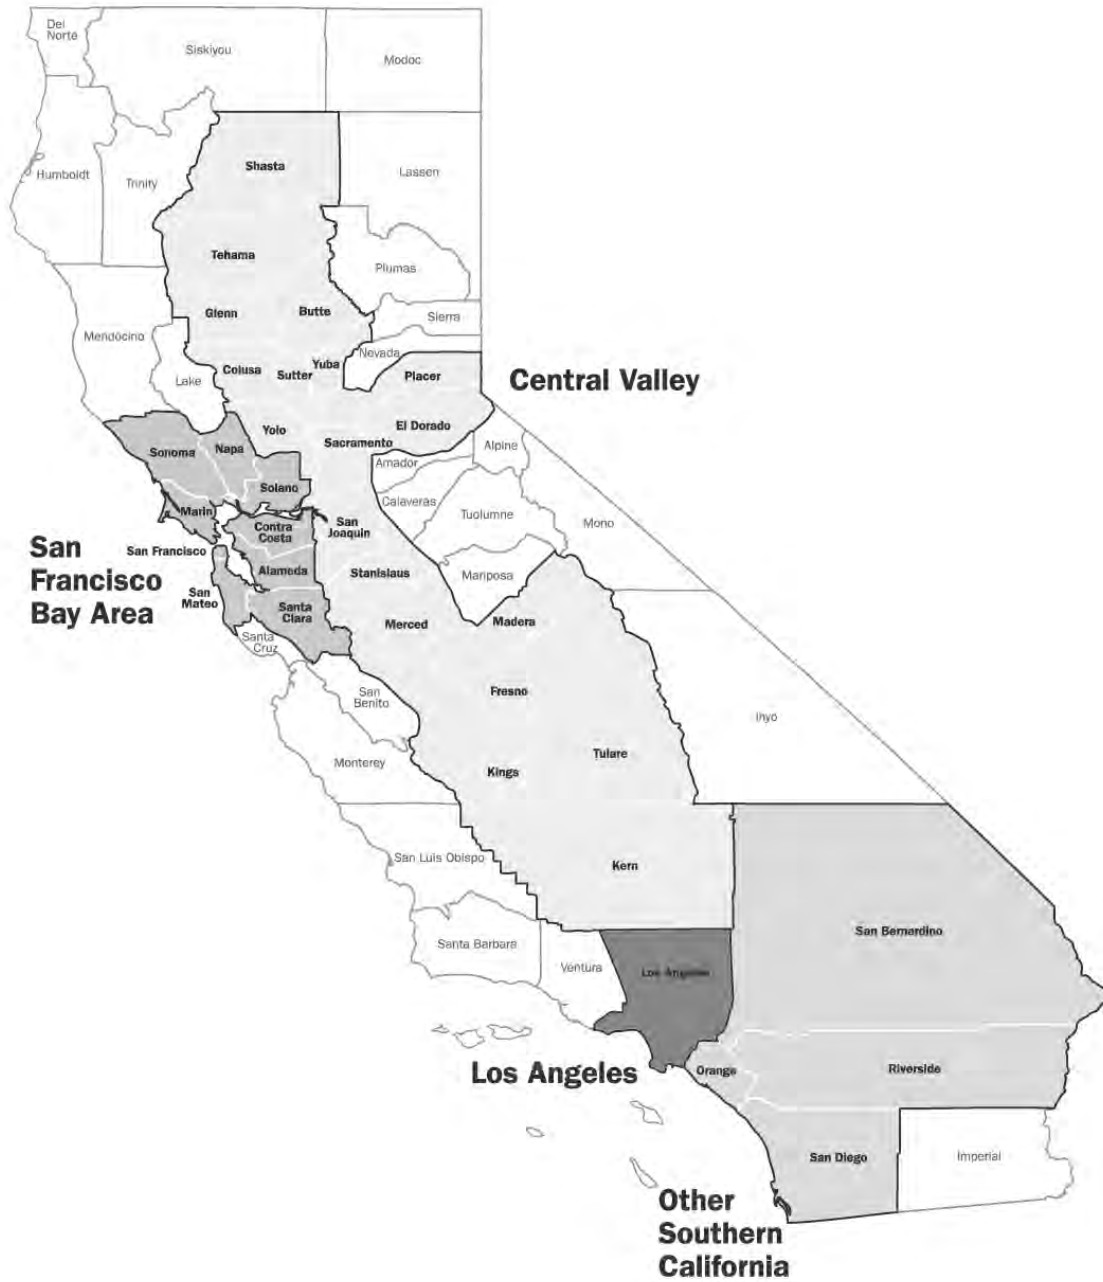 Del
Norte
Siskiyou
Modoc
Shasta
Lassen
Humboldt
Trinity
Tehama
Plumas
Glenn
Butte
Sierra
Mendocino
Nevada
Colusa
Sutter
Yuba
Placer
Lake
Central Valley
Yolo
El Dorado
Sacramento
Sonoma
Napa
Alpine
Amador
Solano
Calaveras
Marin
Tuolumne
Mono
Contra
Costa
San
Joaquin
San
Francisco
Bay Area
San Francisco
Alameda
Stanislaus
Mariposa
San
Mateo
Santa
Clara
Merced
Madera
Santa
Cruz
Fresno
San
Benito
Inyo
Monterey
Kings
Tulare
San Luis Obispo
Kern
Santa Barbara
Ventura
Los Angeles
San Bernardino
Los Angeles
Orange
Riverside
San Diego
Imperial
Other
Southern
California